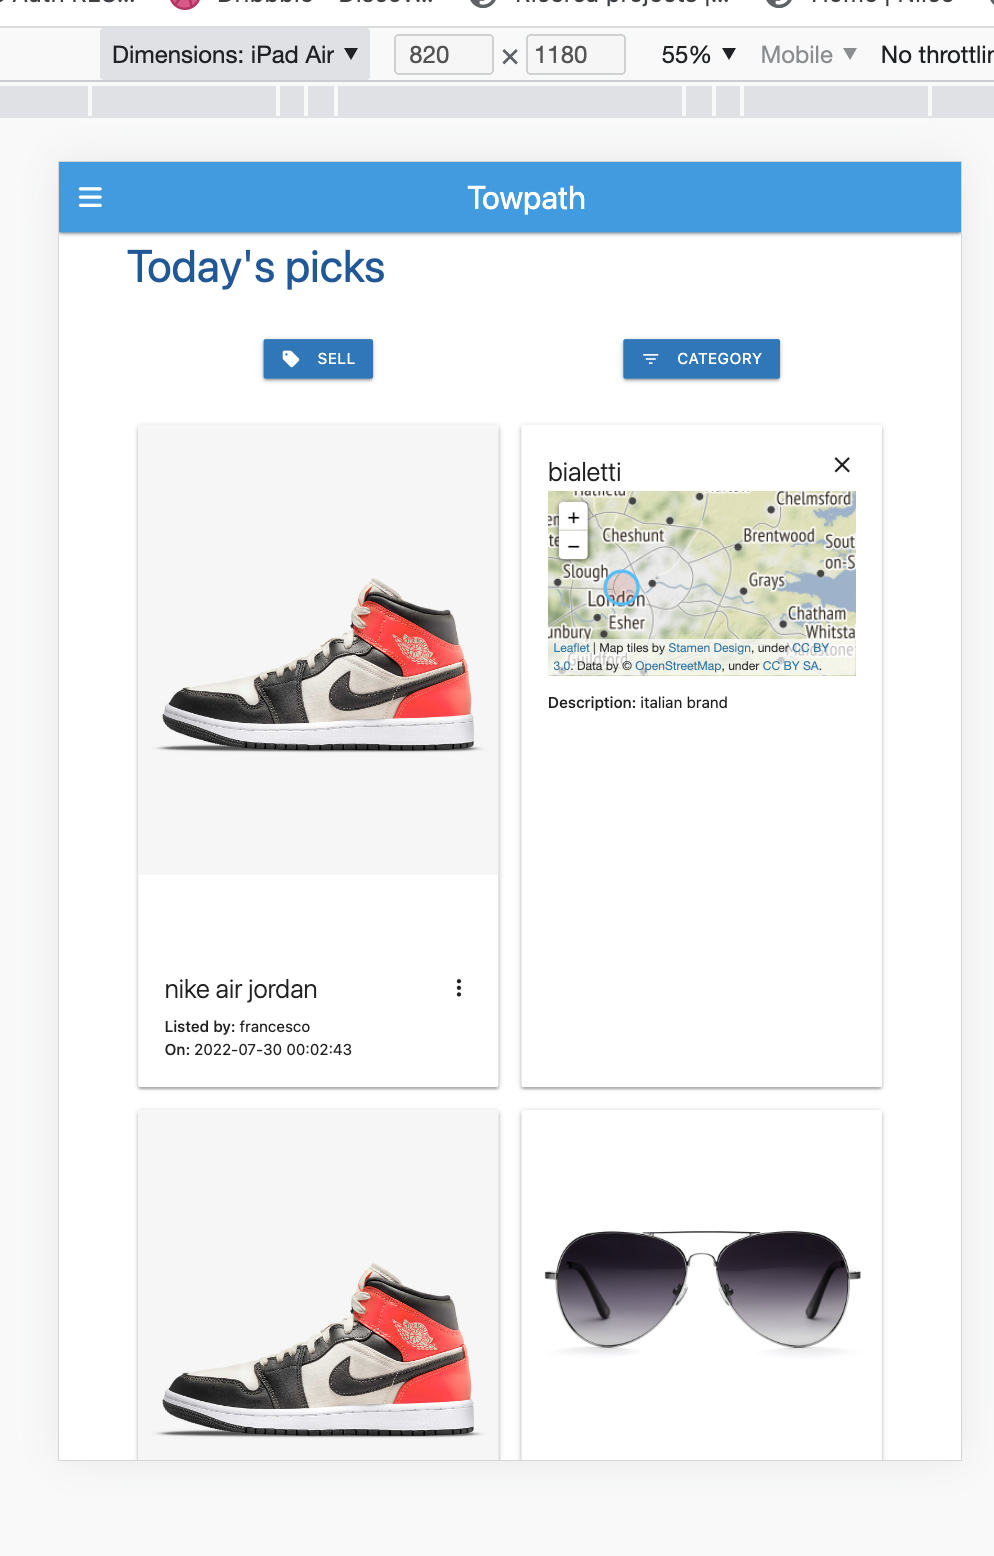 Dimensions: iPad Air ▼ 820 × 1180 55% ▼ Mobile ▼ No throttlin
Towpath
Today's picks
SELL
CATEGORY
bialetti
Chelmsford
Cheshunt
Brentwood
South
on-S
Slough
Grays
London
Chatham
Esher
Whitsta
+
−
Leaflet | Map tiles by Stamen Design, under CC BY
3.0. Data by © OpenStreetMap, under CC BY SA.
Description: italian brand
nike air jordan
Listed by: francesco
On: 2022-07-30 00:02:43